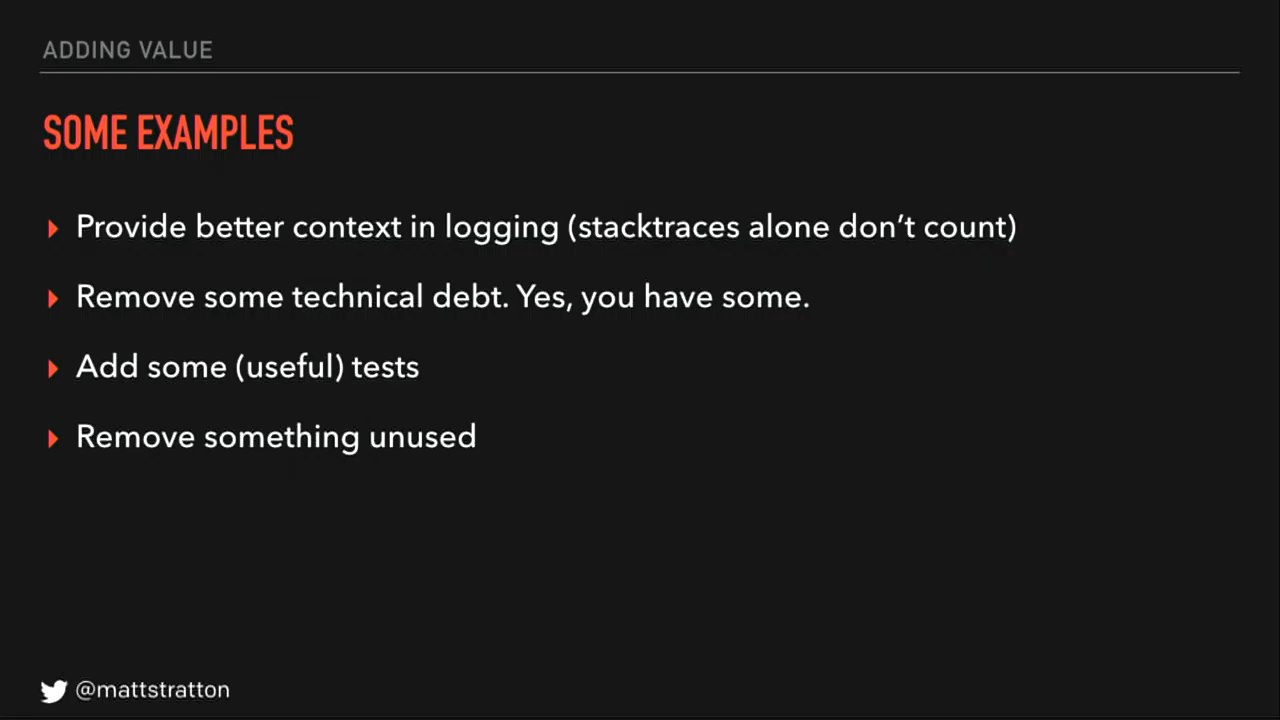 ADDING VALUE
SOME EXAMPLES
Provide better context in logging (stacktraces alone don’t count)
Remove some technical debt. Yes, you have some.
Add some (useful) tests
Remove something unused
@mattstratton